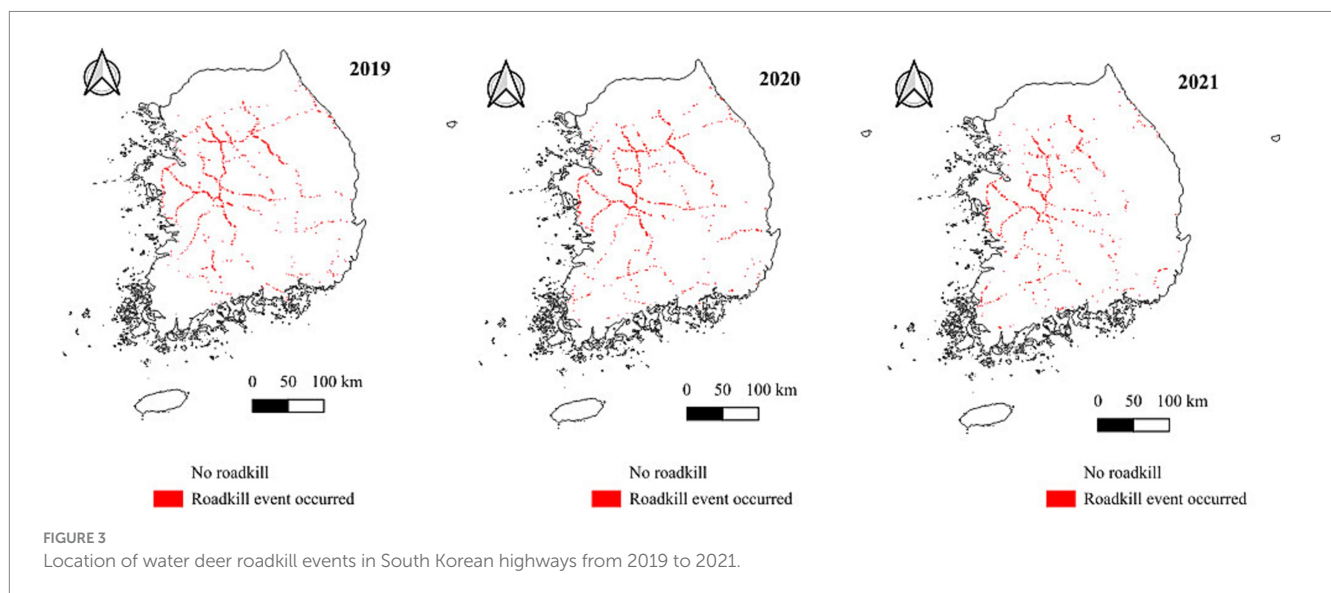 2019
2020
2021
0 50 100 km
0 50 100 km
0 50 100 km
No roadkill
Roadkill event occurred
No roadkill
Roadkill event occurred
No roadkill
Roadkill event occurred
FIGURE 3
Location of water deer roadkill events in South Korean highways from 2019 to 2021.